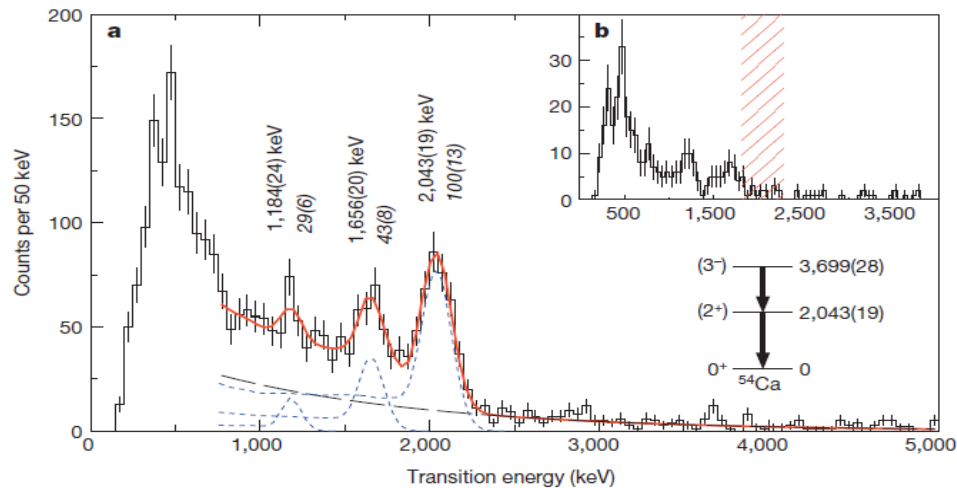 a
200
150
100
50
0
Counts per 50 keV
1,184(24) keV
29(6)
1,656(20) keV
43(8)
2,043(19) keV
100(13)
0 1,000 2,000 3,000 4,000 5,000
Transition energy (keV)
b
30
20
10
0
500 1,500 2,500 3,500
(3⁻) 3,699(28)
(2⁺) 2,043(19)
0⁺ 0
⁵⁴Ca